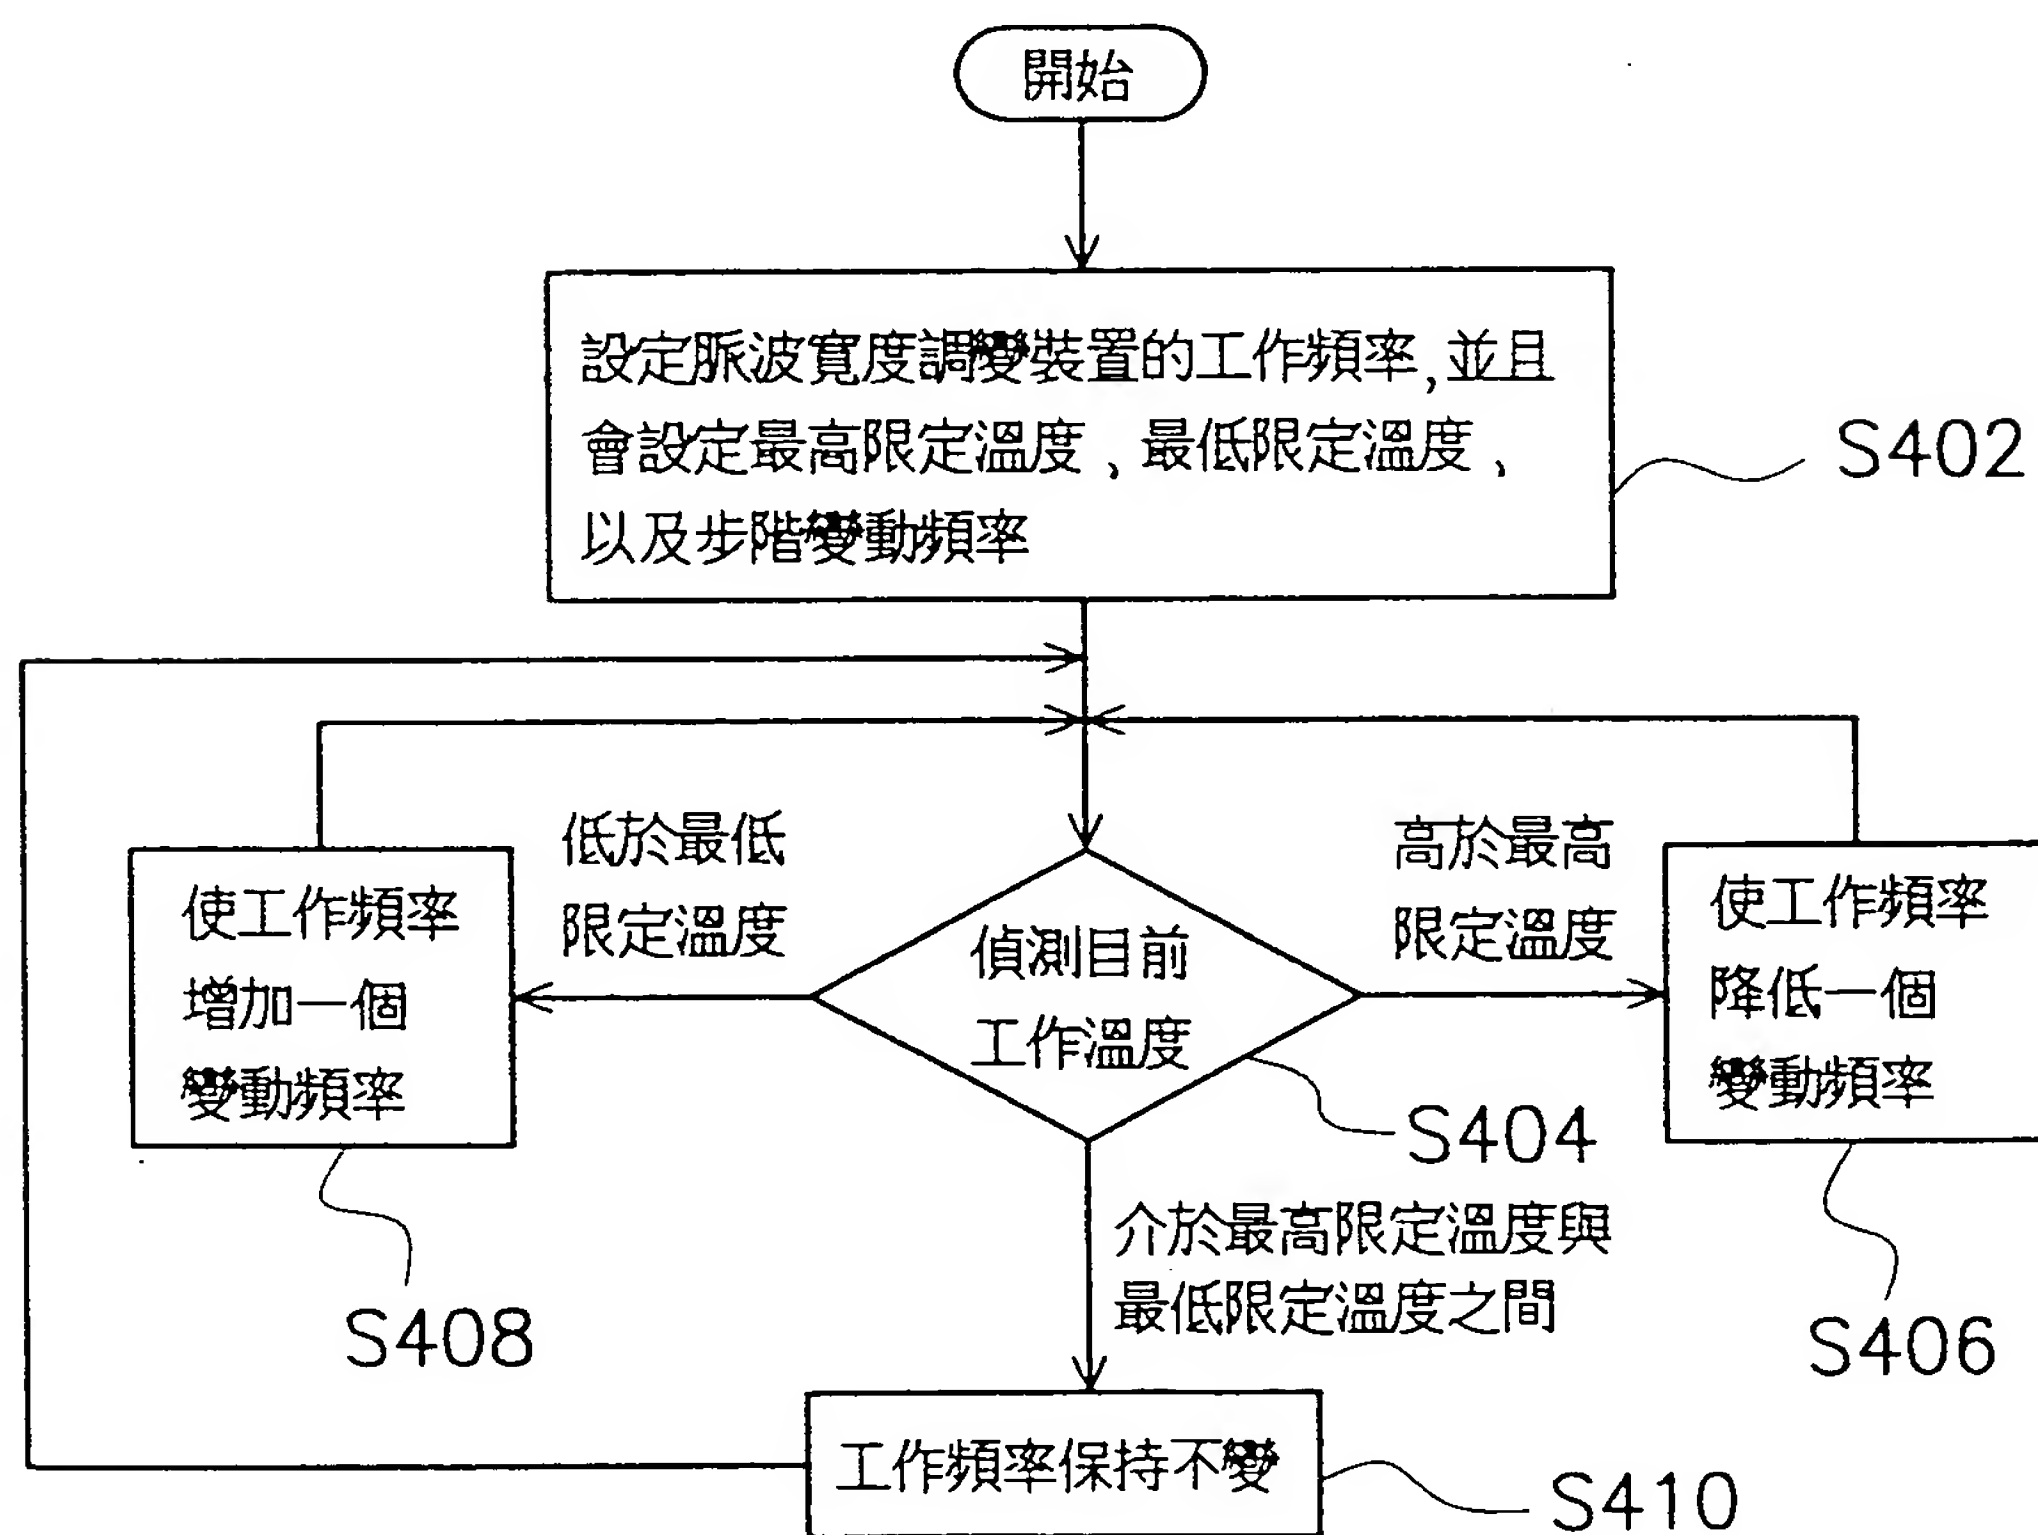 開始
設定脈波寬度調變裝置的工作頻率,並且
會設定最高限定溫度、最低限定溫度、
以及步階變動頻率
S402
低於最低
限定溫度
高於最高
限定溫度
使工作頻率
增加一個
變動頻率
偵測目前
工作溫度
使工作頻率
降低一個
變動頻率
S404
介於最高限定溫度與
最低限定溫度之間
S408
S406
工作頻率保持不變
S410